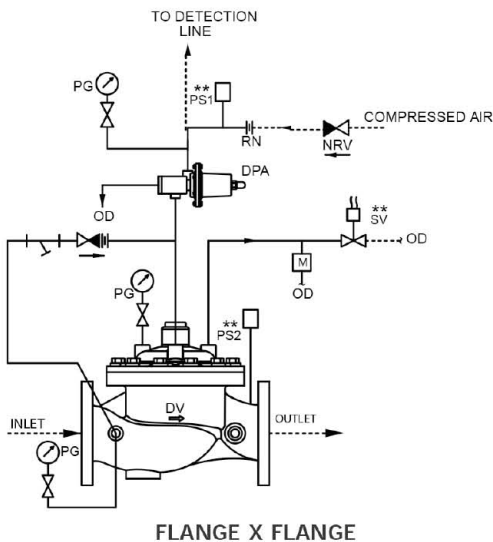 TO DETECTION
LINE
PG
**
PS1
COMPRESSED AIR
RN
NRV
DPA
OD
**
SV
OD
M
OD
PG
**
PS2
DV
INLET
OUTLET
PG
FLANGE X FLANGE